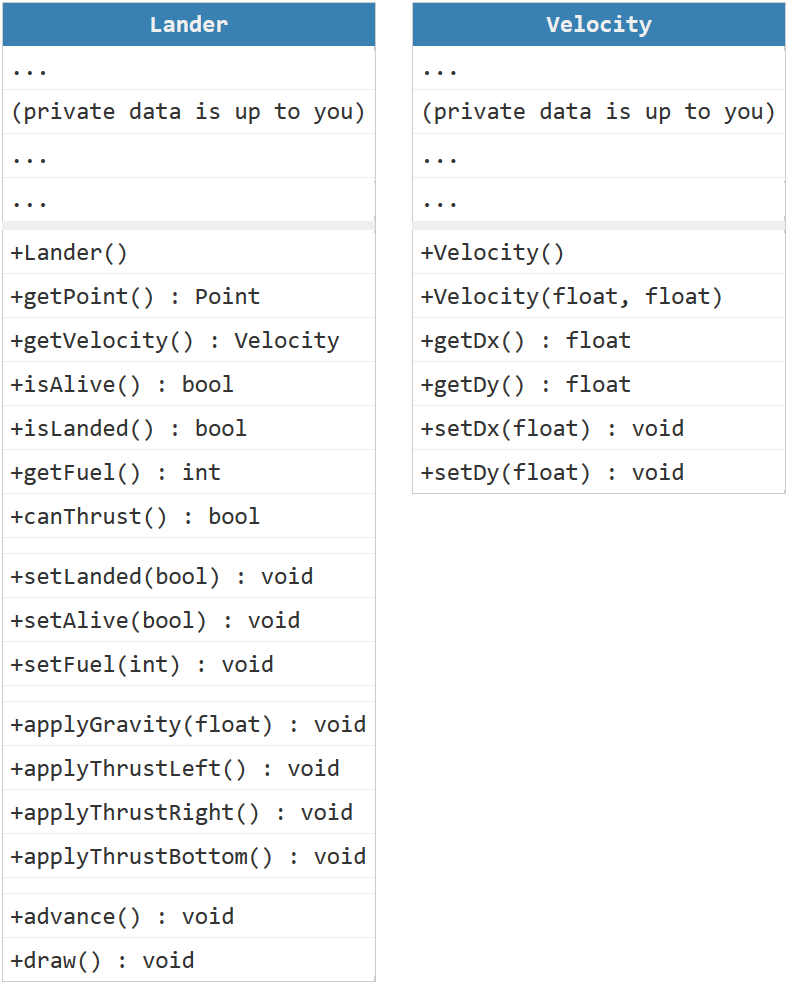 Lander
...
(private data is up to you)
...
...
+Lander()
+getPoint() : Point
+getVelocity() : Velocity
+isAlive() : bool
+isLanded() : bool
+getFuel() : int
+canThrust() : bool
+setLanded(bool) : void
+setAlive(bool) : void
+setFuel(int) : void
+applyGravity(float) : void
+applyThrustLeft() : void
+applyThrustRight() : void
+applyThrustBottom() : void
+advance() : void
+draw() : void
Velocity
...
(private data is up to you)
...
...
+Velocity()
+Velocity(float, float)
+getDx() : float
+getDy() : float
+setDx(float) : void
+setDy(float) : void